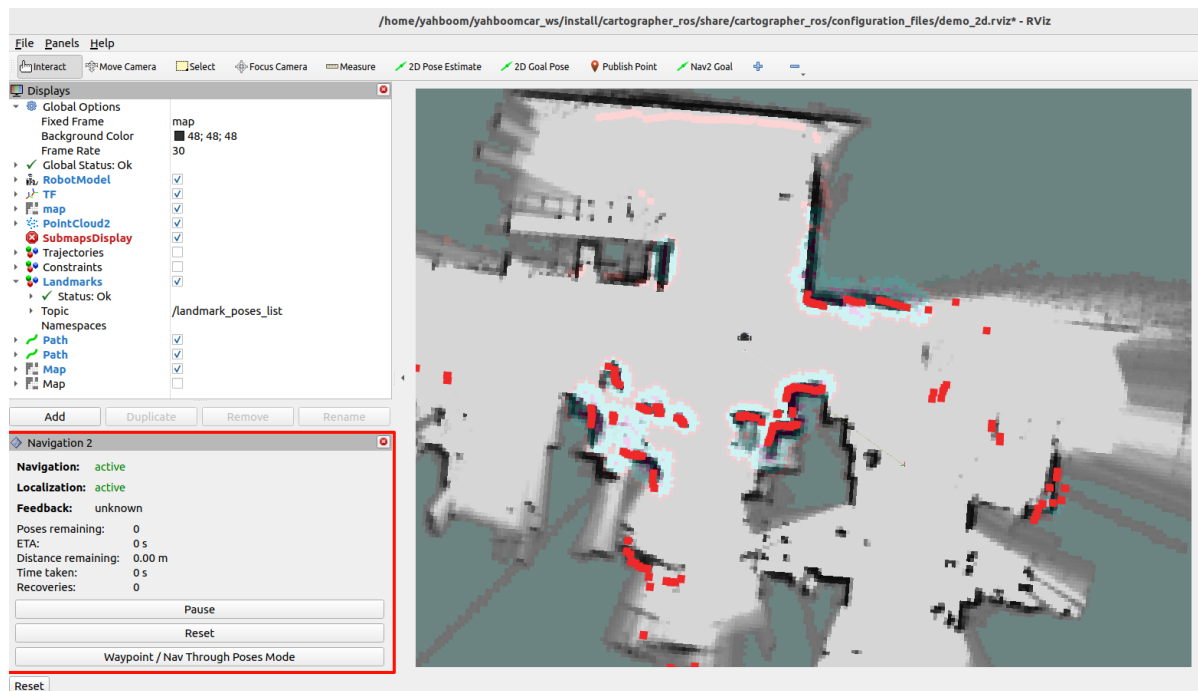 /home/yahboom/yahboomcar_ws/install/cartographer_ros/share/cartographer_ros/configuration_files/demo_2d.rviz* - RViz
File Panels Help
Interact Move Camera Select Focus Camera Measure 2D Pose Estimate 2D Goal Pose Publish Point Nav2 Goal
Displays
Global Options
Fixed Frame map
Background Color 48; 48; 48
Frame Rate 30
Global Status: Ok
RobotModel
TF
map
PointCloud2
SubmapsDisplay
Trajectories
Constraints
Landmarks
Status: Ok
Topic /landmark_poses_list
Namespaces
Path
Path
Map
Map
Add Duplicate Remove Rename
Navigation 2
Navigation: active
Localization: active
Feedback: unknown
Poses remaining: 0
ETA: 0 s
Distance remaining: 0.00 m
Time taken: 0 s
Recoveries: 0
Pause
Reset
Waypoint / Nav Through Poses Mode
Reset